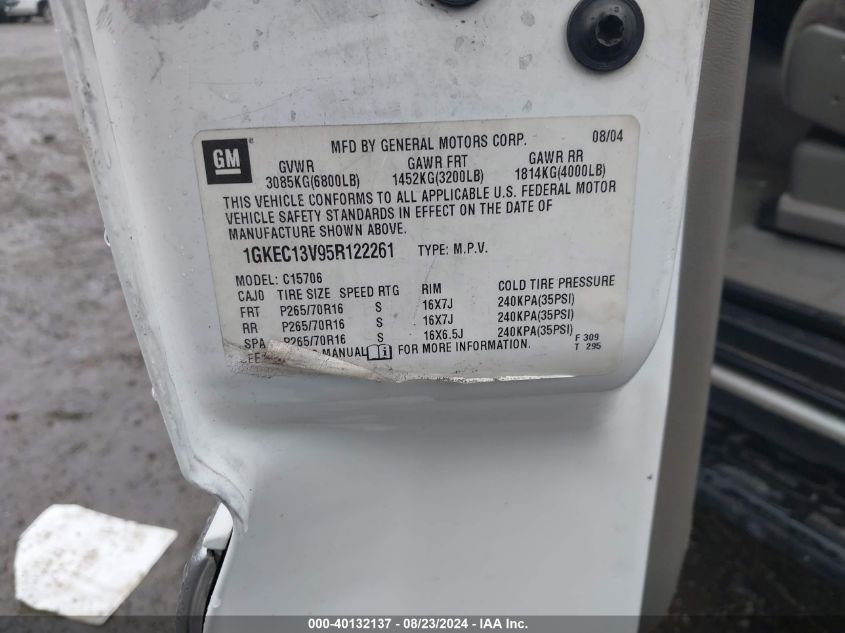 MFD BY GENERAL MOTORS CORP. 08/04
GM
GVWR GAWR FRT GAWR RR
3085KG(6800LB) 1452KG(3200LB) 1814KG(4000LB)
THIS VEHICLE CONFORMS TO ALL APPLICABLE U.S. FEDERAL MOTOR
VEHICLE SAFETY STANDARDS IN EFFECT ON THE DATE OF
MANUFACTURE SHOWN ABOVE.
1GKEC13V95R122261 TYPE: M.P.V.
MODEL: C15706
CAJO TIRE SIZE SPEED RTG RIM COLD TIRE PRESSURE
FRT P265/70R16 S 16X7J 240KPA(35PSI)
RR P265/70R16 S 16X7J 240KPA(35PSI)
SPA P265/70R16 S 16X6.5J 240KPA(35PSI)
MANUAL FOR MORE INFORMATION.
F 309
T 295
000-40132137 - 08/23/2024 - IAA Inc.